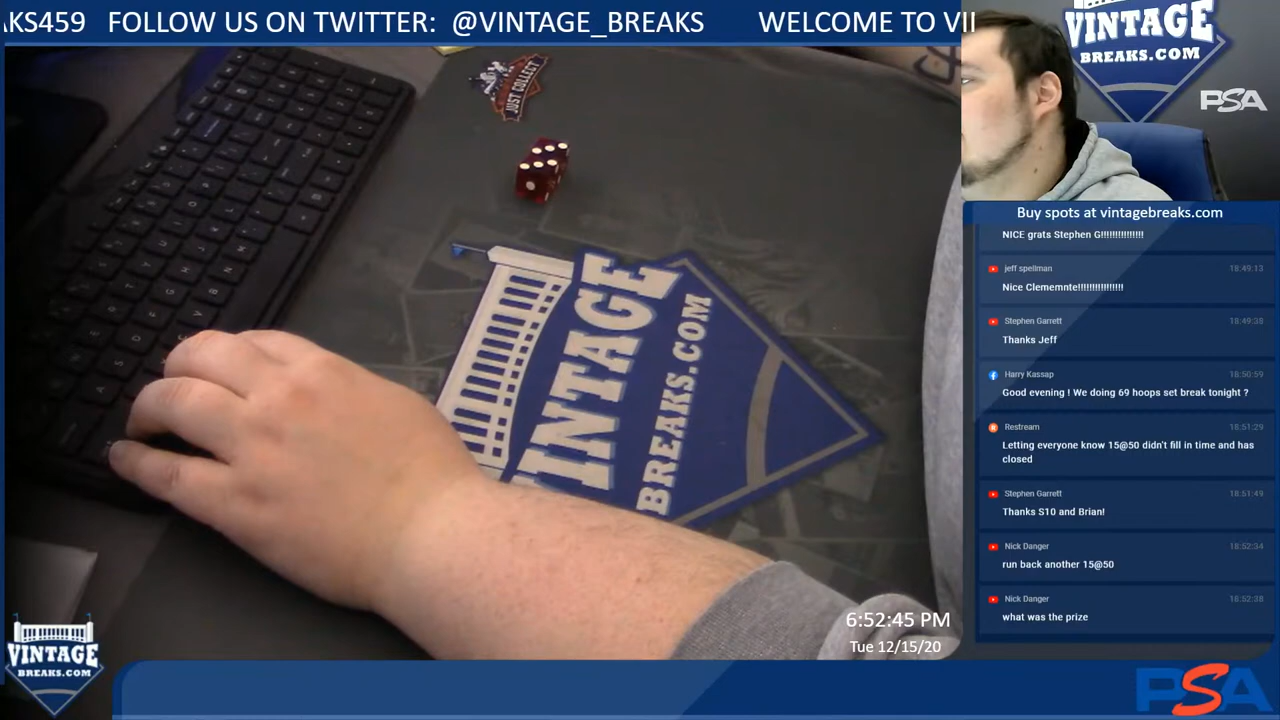 AKS459 FOLLOW US ON TWITTER: @VINTAGE_BREAKS WELCOME TO VI
VINTAGE
BREAKS.COM
PSA
JUST COLLECT
Buy spots at vintagebreaks.com
NICE grats Stephen G!!!!!!!!!!!!!!!
jeff spellman 18:49:13
Nice Clememnte!!!!!!!!!!!!!!!!
Stephen Garrett 18:49:38
Thanks Jeff
Harry Kassap 18:50:59
Good evening ! We doing 69 hoops set break tonight ?
Restream 18:51:29
Letting everyone know 15@50 didn't fill in time and has
closed
Stephen Garrett 18:51:49
Thanks S10 and Brian!
Nick Danger 18:52:34
run back another 15@50
Nick Danger 18:52:38
what was the prize
VINTAGE
BREAKS.COM
6:52:45 PM
Tue 12/15/20
VINTAGE
BREAKS.COM
PSA